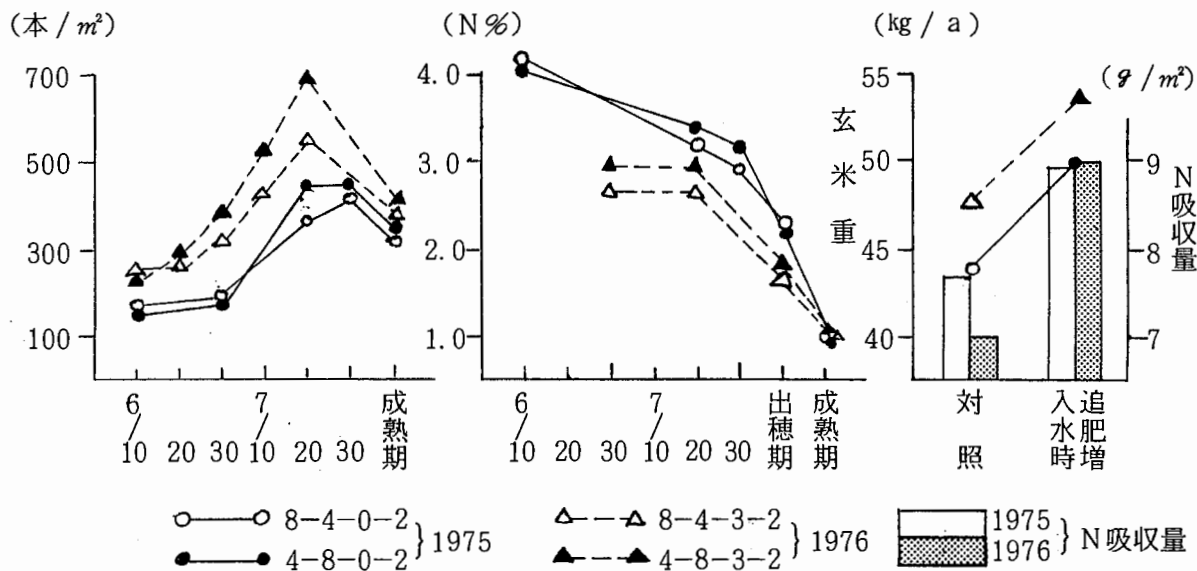 (本/m²)
700
500
300
100
6/10
20
30
7/10
20
30
成熟期
(N%)
4.0
3.0
2.0
1.0
6/10
20
30
7/10
20
30
出穂期
成熟期
(kg/a)
55
50
45
40
玄米重
(g/m²)
9
8
7
N吸収量
対照
入水時
追肥増
8-4-0-2
4-8-0-2
} 1975
8-4-3-2
4-8-3-2
} 1976
1975
1976
} N吸収量